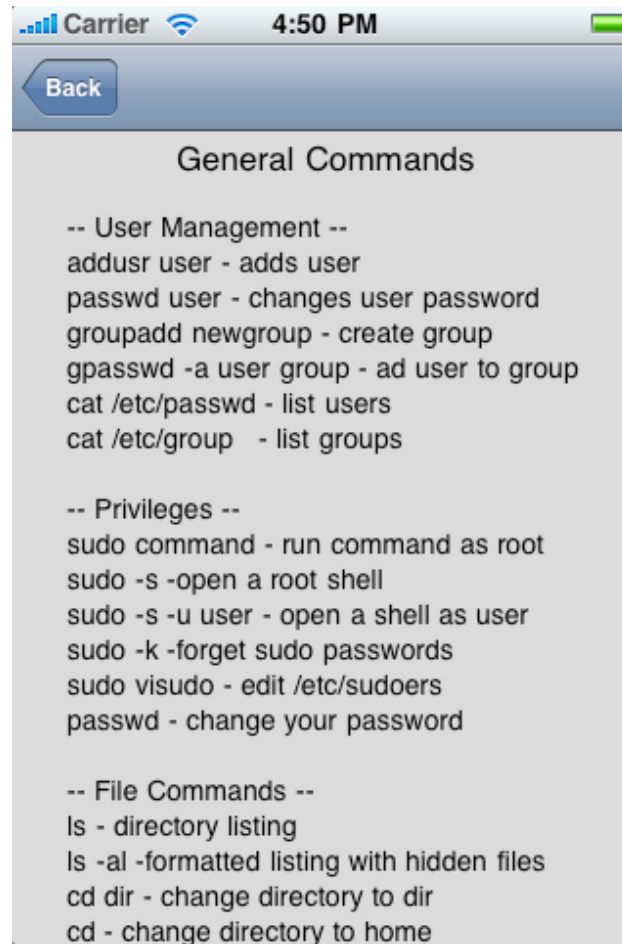 Carrier 4:50 PM
Back
General Commands
-- User Management --
addusr user - adds user
passwd user - changes user password
groupadd newgroup - create group
gpasswd -a user group - ad user to group
cat /etc/passwd - list users
cat /etc/group - list groups
-- Privileges --
sudo command - run command as root
sudo -s -open a root shell
sudo -s -u user - open a shell as user
sudo -k -forget sudo passwords
sudo visudo - edit /etc/sudoers
passwd - change your password
-- File Commands --
ls - directory listing
ls -al -formatted listing with hidden files
cd dir - change directory to dir
cd - change directory to home